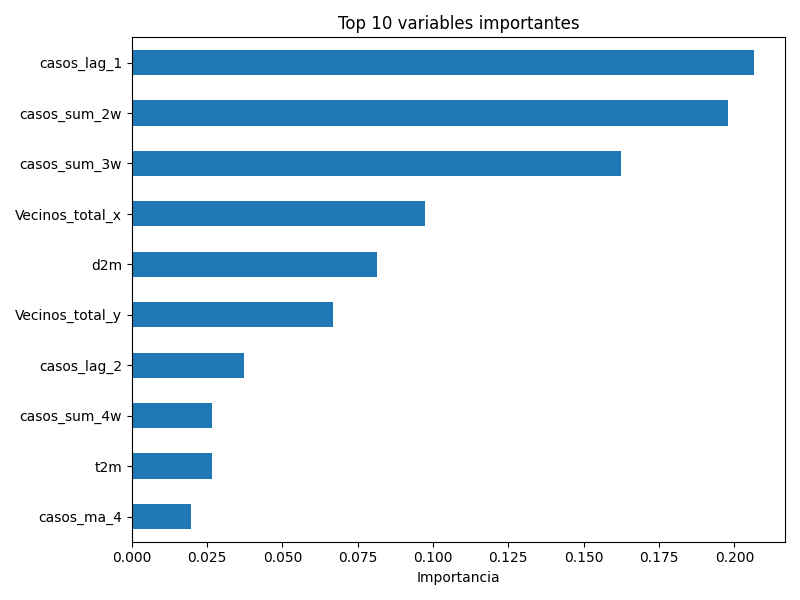 Top 10 variables importantes
casos_lag_1
casos_sum_2w
casos_sum_3w
Vecinos_total_x
d2m
Vecinos_total_y
casos_lag_2
casos_sum_4w
t2m
casos_ma_4
0.000 0.025 0.050 0.075 0.100 0.125 0.150 0.175 0.200
Importancia